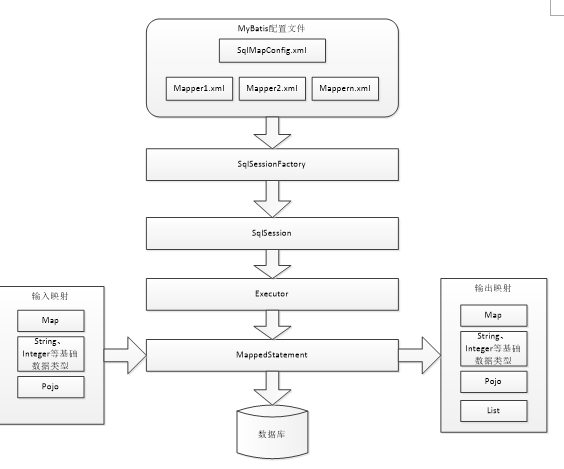 MyBatis配置文件
SqlMapConfig.xml
Mapper1.xml
Mapper2.xml
Mappern.xml
SqlSessionFactory
SqlSession
Executor
MappedStatement
数据库
输入映射
Map
String、
Integer等基础
数据类型
Pojo
输出映射
Map
String、
Integer等基础
数据类型
Pojo
List